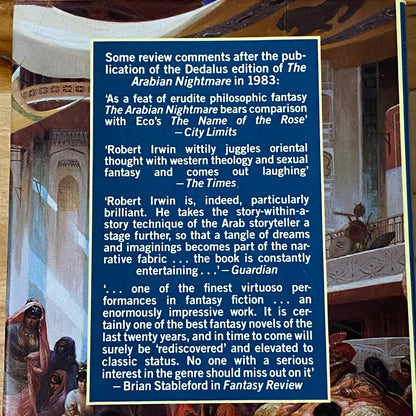 Some review comments after the pub-
lication of the Dedalus edition of The
Arabian Nightmare in 1983:
‘As a feat of erudite philosophic fantasy
The Arabian Nightmare bears comparison
with Eco's The Name of the Rose’
—City Limits
‘Robert Irwin wittily juggles oriental
thought with western theology and sexual
fantasy and comes out laughing’
—The Times
‘Robert Irwin is, indeed, particularly
brilliant. He takes the story-within-a-
story technique of the Arab storyteller a
stage further, so that a tangle of dreams
and imaginings becomes part of the nar-
rative fabric ... the book is constantly
entertaining ...’—Guardian
‘... one of the finest virtuoso per-
formances in fantasy fiction ... an
enormously impressive work. It is cer-
tainly one of the best fantasy novels of the
last twenty years, and in time to come will
surely be ‘rediscovered’ and elevated to
classic status. No one with a serious
interest in the genre should miss out on it’
—Brian Stableford in Fantasy Review